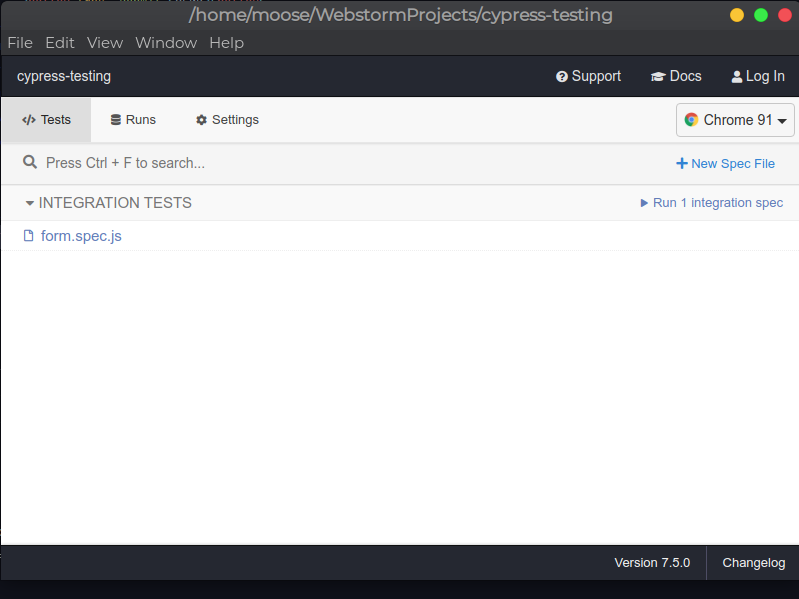 /home/moose/WebstormProjects/cypress-testing
File Edit View Window Help
cypress-testing Support Docs Log In
Tests Runs Settings Chrome 91
Press Ctrl + F to search... New Spec File
INTEGRATION TESTS Run 1 integration spec
form.spec.js
Version 7.5.0 Changelog